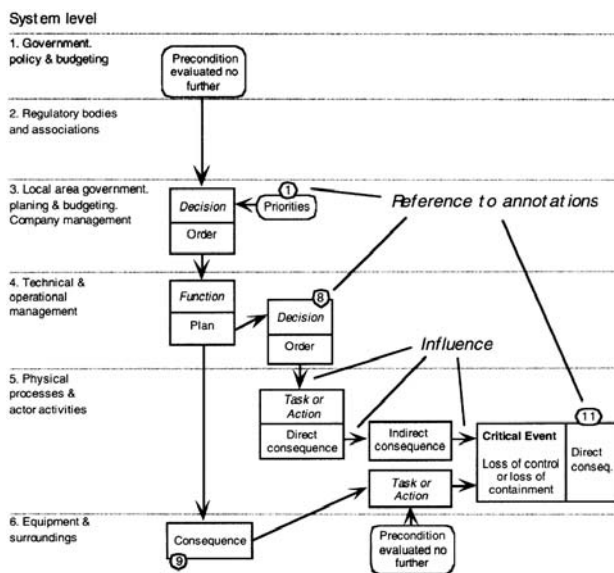 System level
1. Government.
policy & budgeting
Precondition
evaluated no
further
2. Regulatory bodies
and associations
3. Local area government.
planing & budgeting.
Company management
Decision
Order
1
Priorities
Reference to annotations
4. Technical &
operational
management
Function
Plan
8
Decision
Order
Influence
5. Physical
processes &
actor activities
Task or
Action
Direct
consequence
Indirect
consequence
11
Critical Event
Loss of control
or loss of
containment
Direct
conseq.
Task or
Action
6. Equipment &
surroundings
Consequence
9
Precondition
evaluated no
further